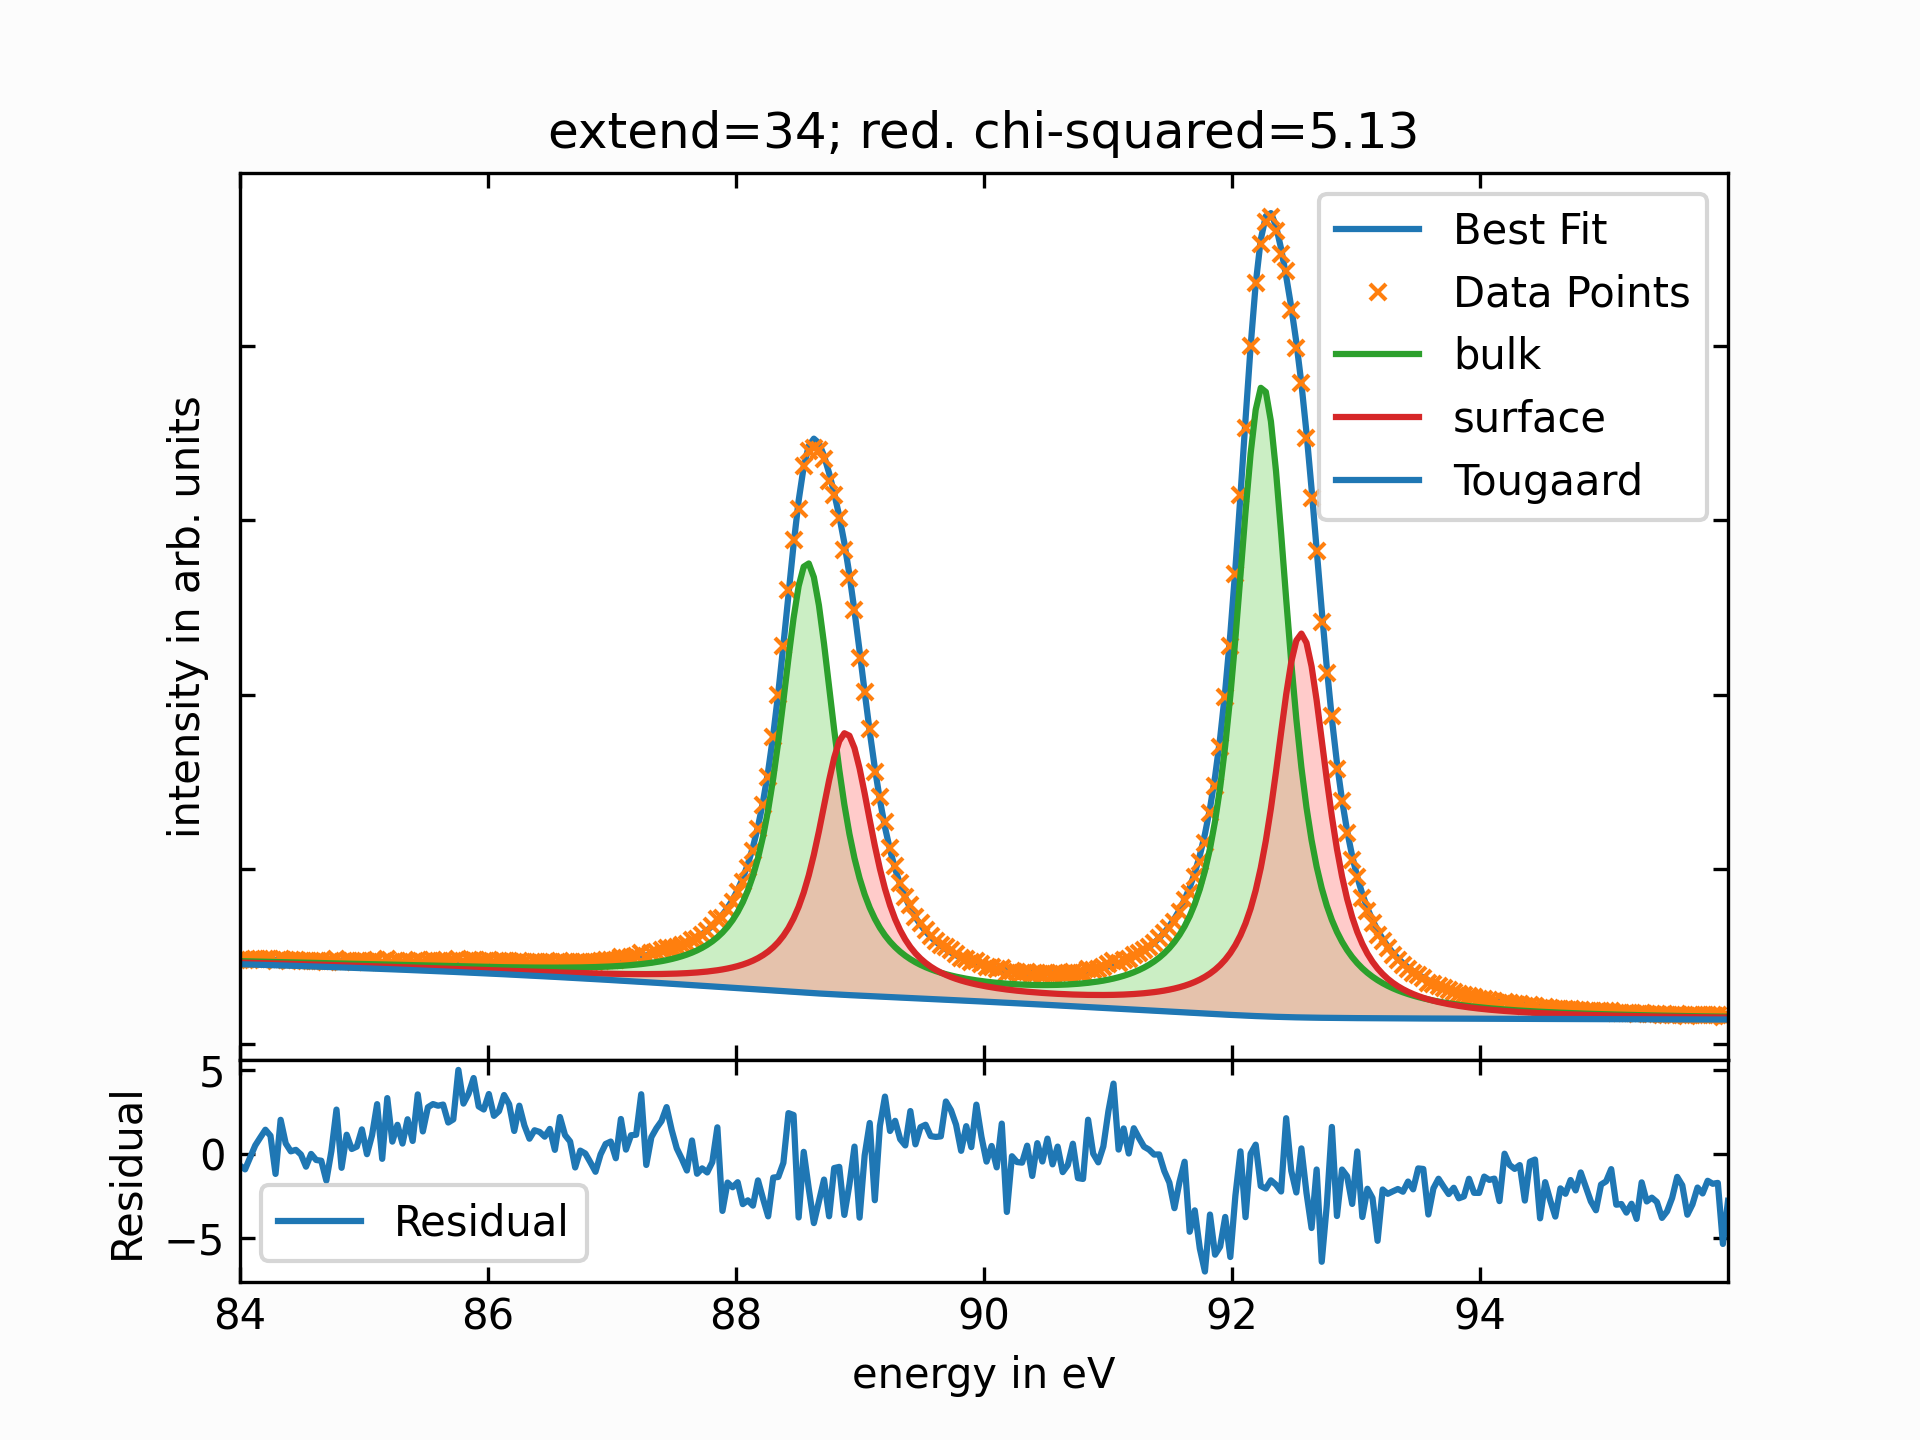 extend=34; red. chi-squared=5.13
intensity in arb. units
Best Fit
Data Points
bulk
surface
Tougaard
Residual
5
0
−5
Residual
84 86 88 90 92 94
energy in eV